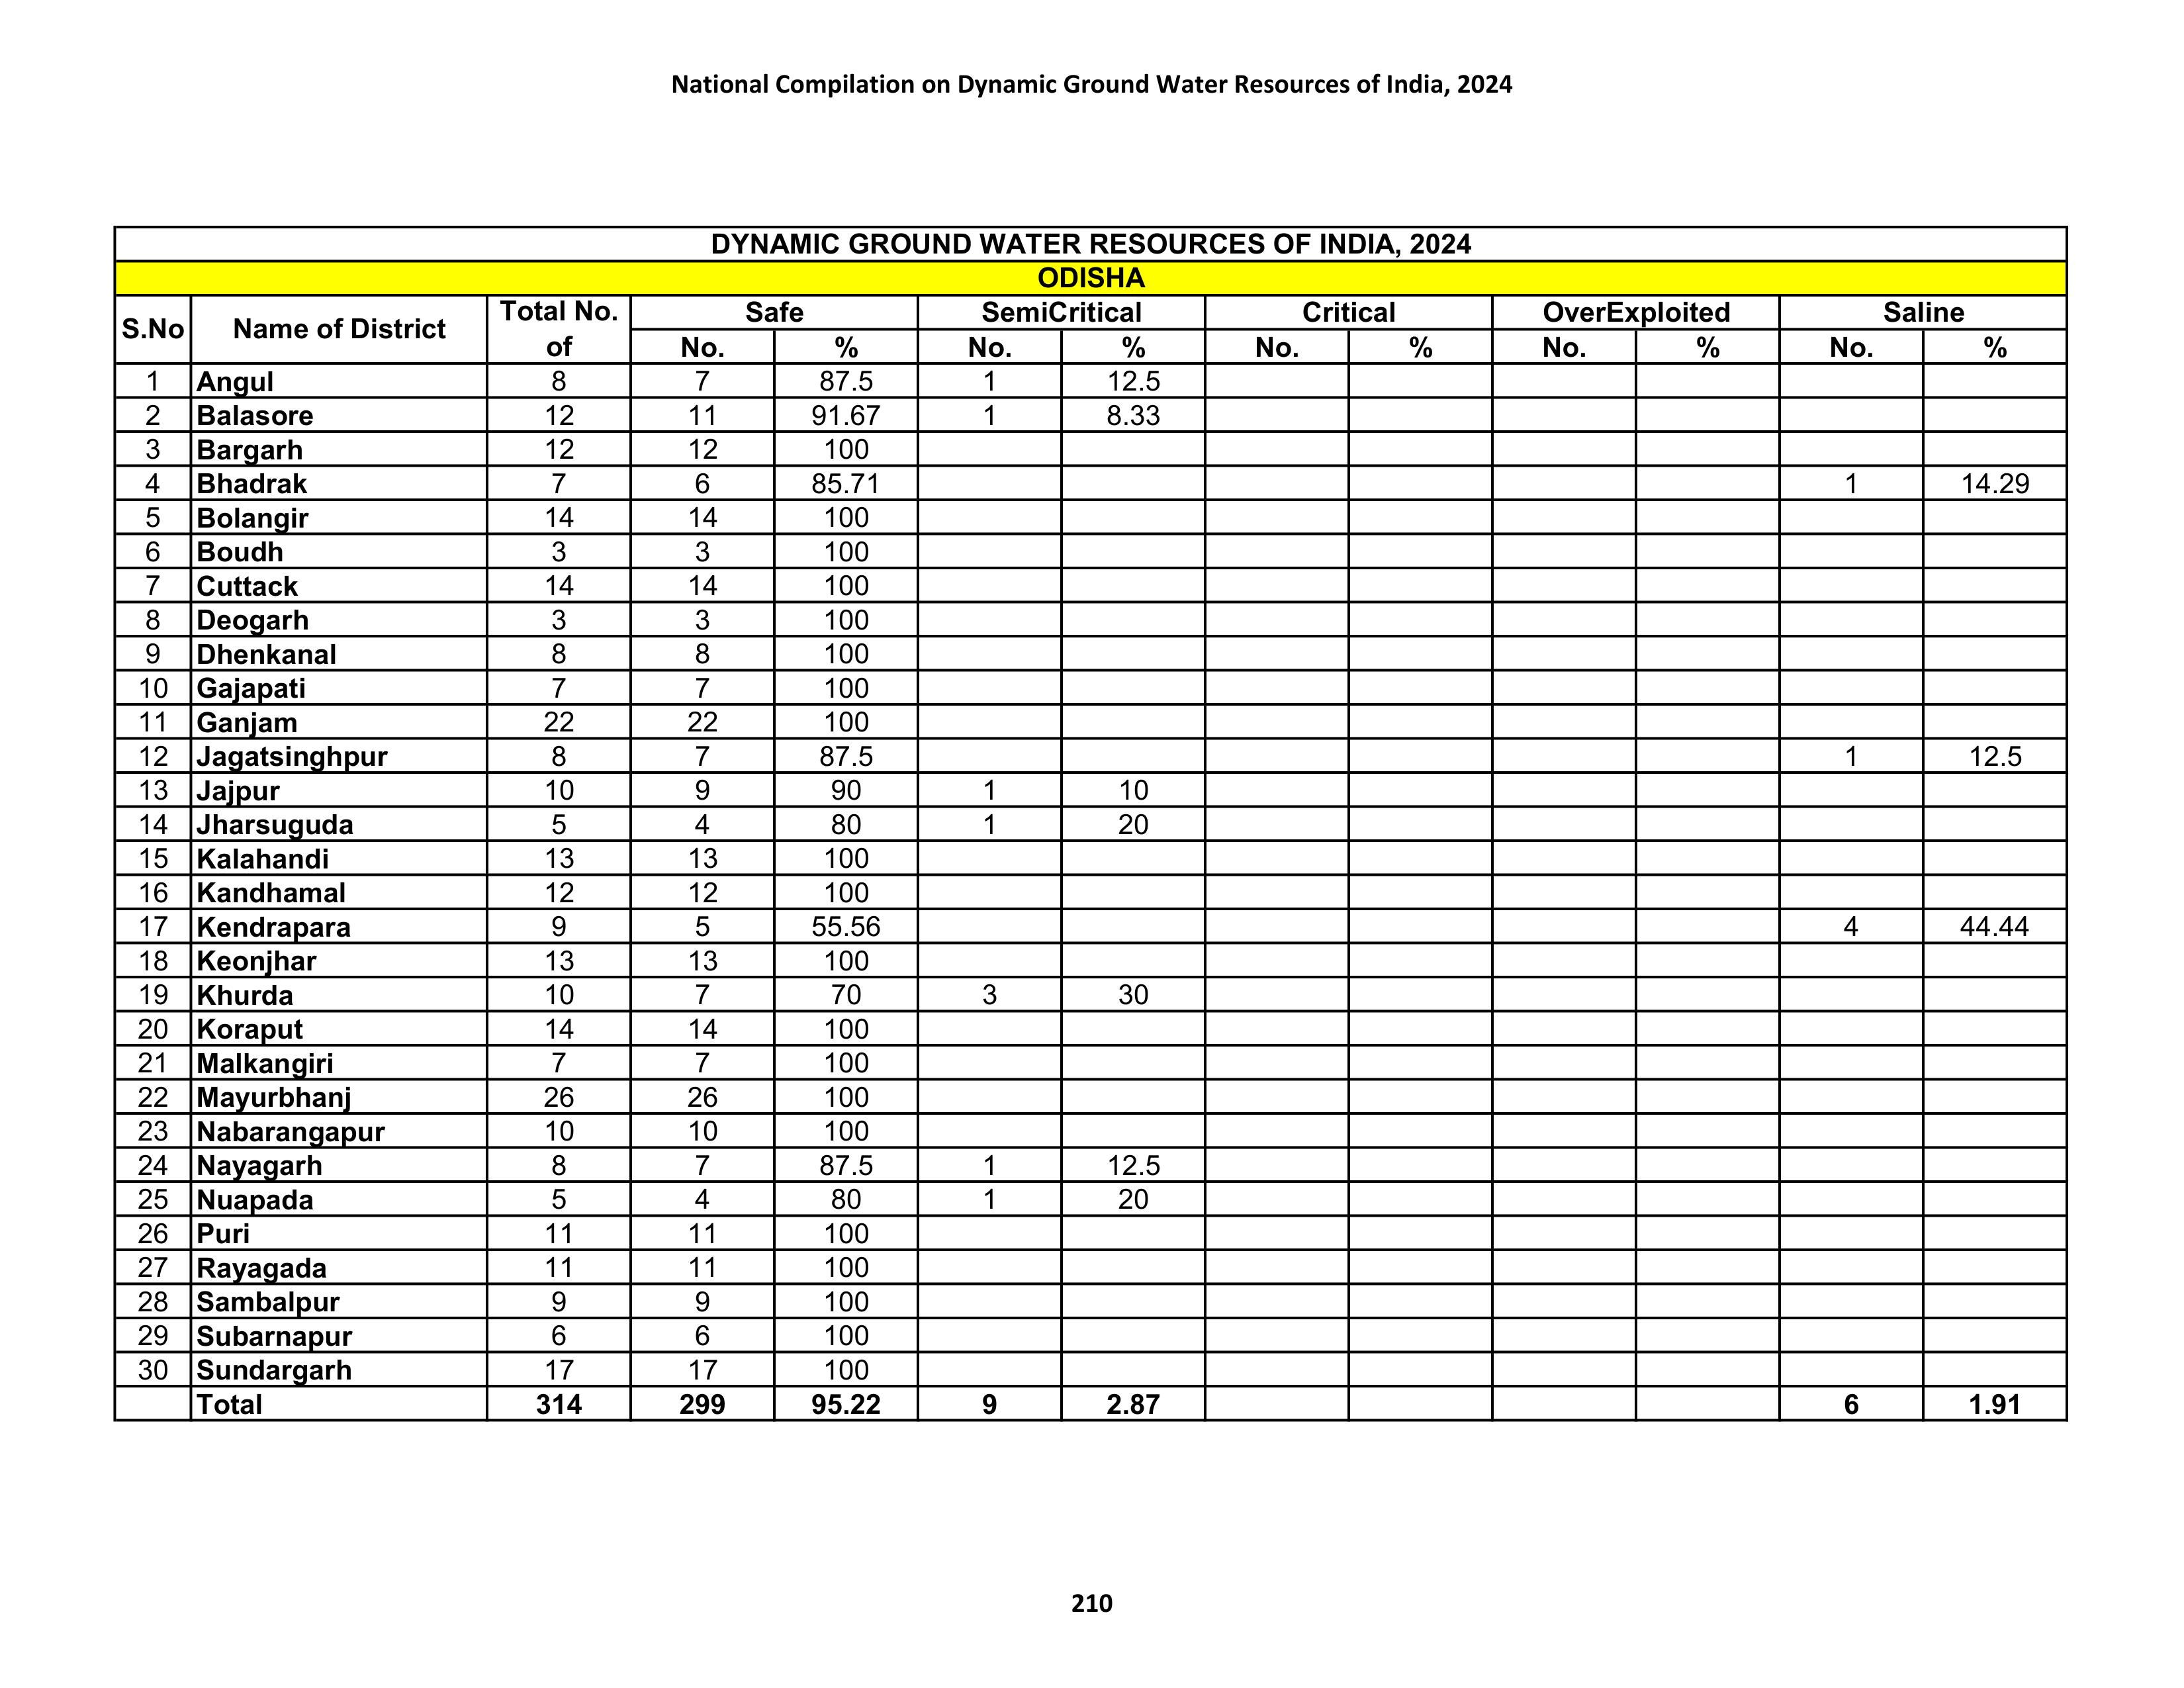 National Compilation on Dynamic Ground Water Resources of India, 2024
DYNAMIC GROUND WATER RESOURCES OF INDIA, 2024
ODISHA
S.No Name of District Total No. of Safe SemiCritical Critical OverExploited Saline
No. % No. % No. % No. % No. %
1 Angul 8 7 87.5 1 12.5
2 Balasore 12 11 91.67 1 8.33
3 Bargarh 12 12 100
4 Bhadrak 7 6 85.71 1 14.29
5 Bolangir 14 14 100
6 Boudh 3 3 100
7 Cuttack 14 14 100
8 Deogarh 3 3 100
9 Dhenkanal 8 8 100
10 Gajapati 7 7 100
11 Ganjam 22 22 100
12 Jagatsinghpur 8 7 87.5 1 12.5
13 Jajpur 10 9 90 1 10
14 Jharsuguda 5 4 80 1 20
15 Kalahandi 13 13 100
16 Kandhamal 12 12 100
17 Kendrapara 9 5 55.56 4 44.44
18 Keonjhar 13 13 100
19 Khurda 10 7 70 3 30
20 Koraput 14 14 100
21 Malkangiri 7 7 100
22 Mayurbhanj 26 26 100
23 Nabarangapur 10 10 100
24 Nayagarh 8 7 87.5 1 12.5
25 Nuapada 5 4 80 1 20
26 Puri 11 11 100
27 Rayagada 11 11 100
28 Sambalpur 9 9 100
29 Subarnapur 6 6 100
30 Sundargarh 17 17 100
Total 314 299 95.22 9 2.87 6 1.91
210